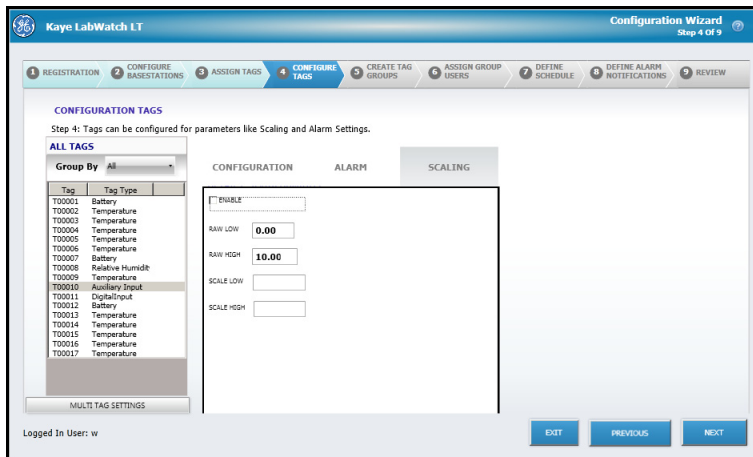 Kaye LabWatch LT
Configuration Wizard
Step 4 Of 9
1 REGISTRATION
2 CONFIGURE BASESTATIONS
3 ASSIGN TAGS
4 CONFIGURE TAGS
5 CREATE TAG GROUPS
6 ASSIGN GROUP USERS
7 DEFINE SCHEDULE
8 DEFINE ALARM NOTIFICATIONS
9 REVIEW
CONFIGURATION TAGS
Step 4: Tags can be configured for parameters like Scaling and Alarm Settings.
ALL TAGS
Group By All
Tag Tag Type
T00001 Battery
T00002 Temperature
T00003 Temperature
T00004 Temperature
T00005 Temperature
T00006 Temperature
T00007 Battery
T00008 Relative Humidit
T00009 Temperature
T00010 Auxiliary Input
T00011 DigitalInput
T00012 Battery
T00013 Temperature
T00014 Temperature
T00015 Temperature
T00016 Temperature
T00017 Temperature
MULTI TAG SETTINGS
CONFIGURATION ALARM SCALING
ENABLE
RAW LOW 0.00
RAW HIGH 10.00
SCALE LOW
SCALE HIGH
Logged In User: w
EXIT PREVIOUS NEXT